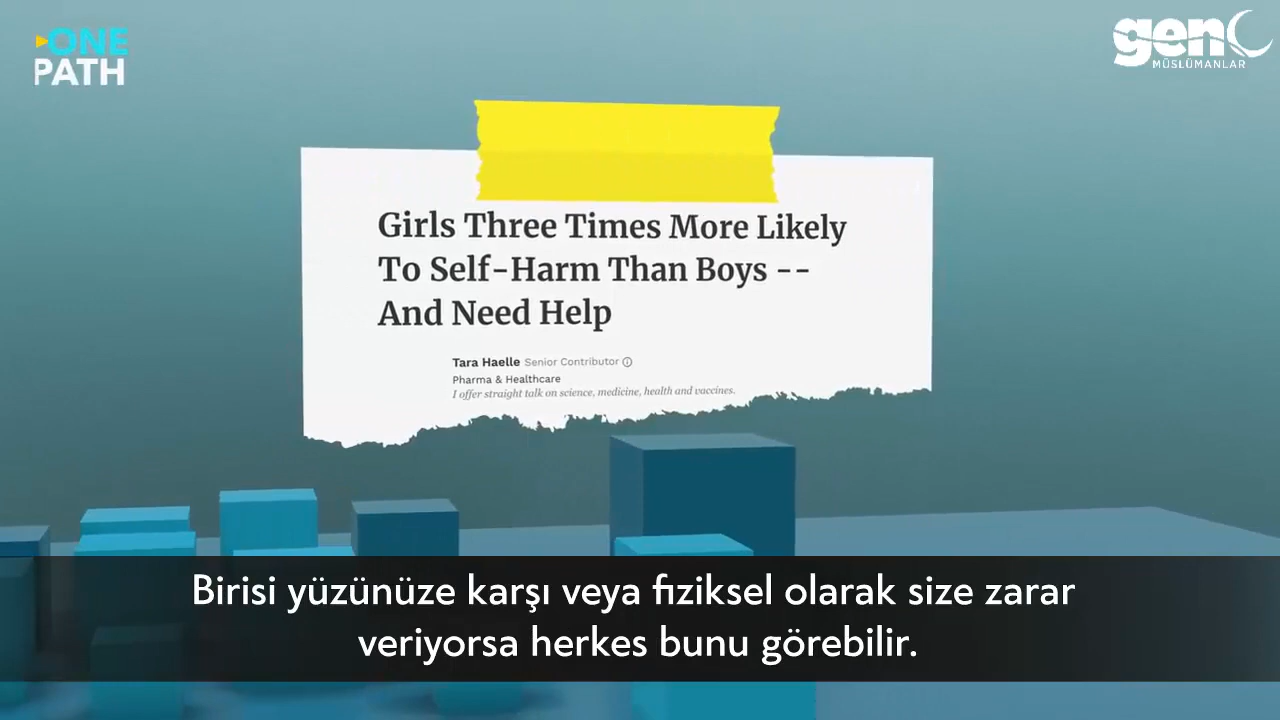 ONE
PATH
genç
MÜSLÜMANLAR
Girls Three Times More Likely
To Self-Harm Than Boys --
And Need Help
Tara Haelle Senior Contributor
Pharma & Healthcare
I offer straight talk on science, medicine, health and vaccines.
Birisi yüzünüze karşı veya fiziksel olarak size zarar
veriyorsa herkes bunu görebilir.